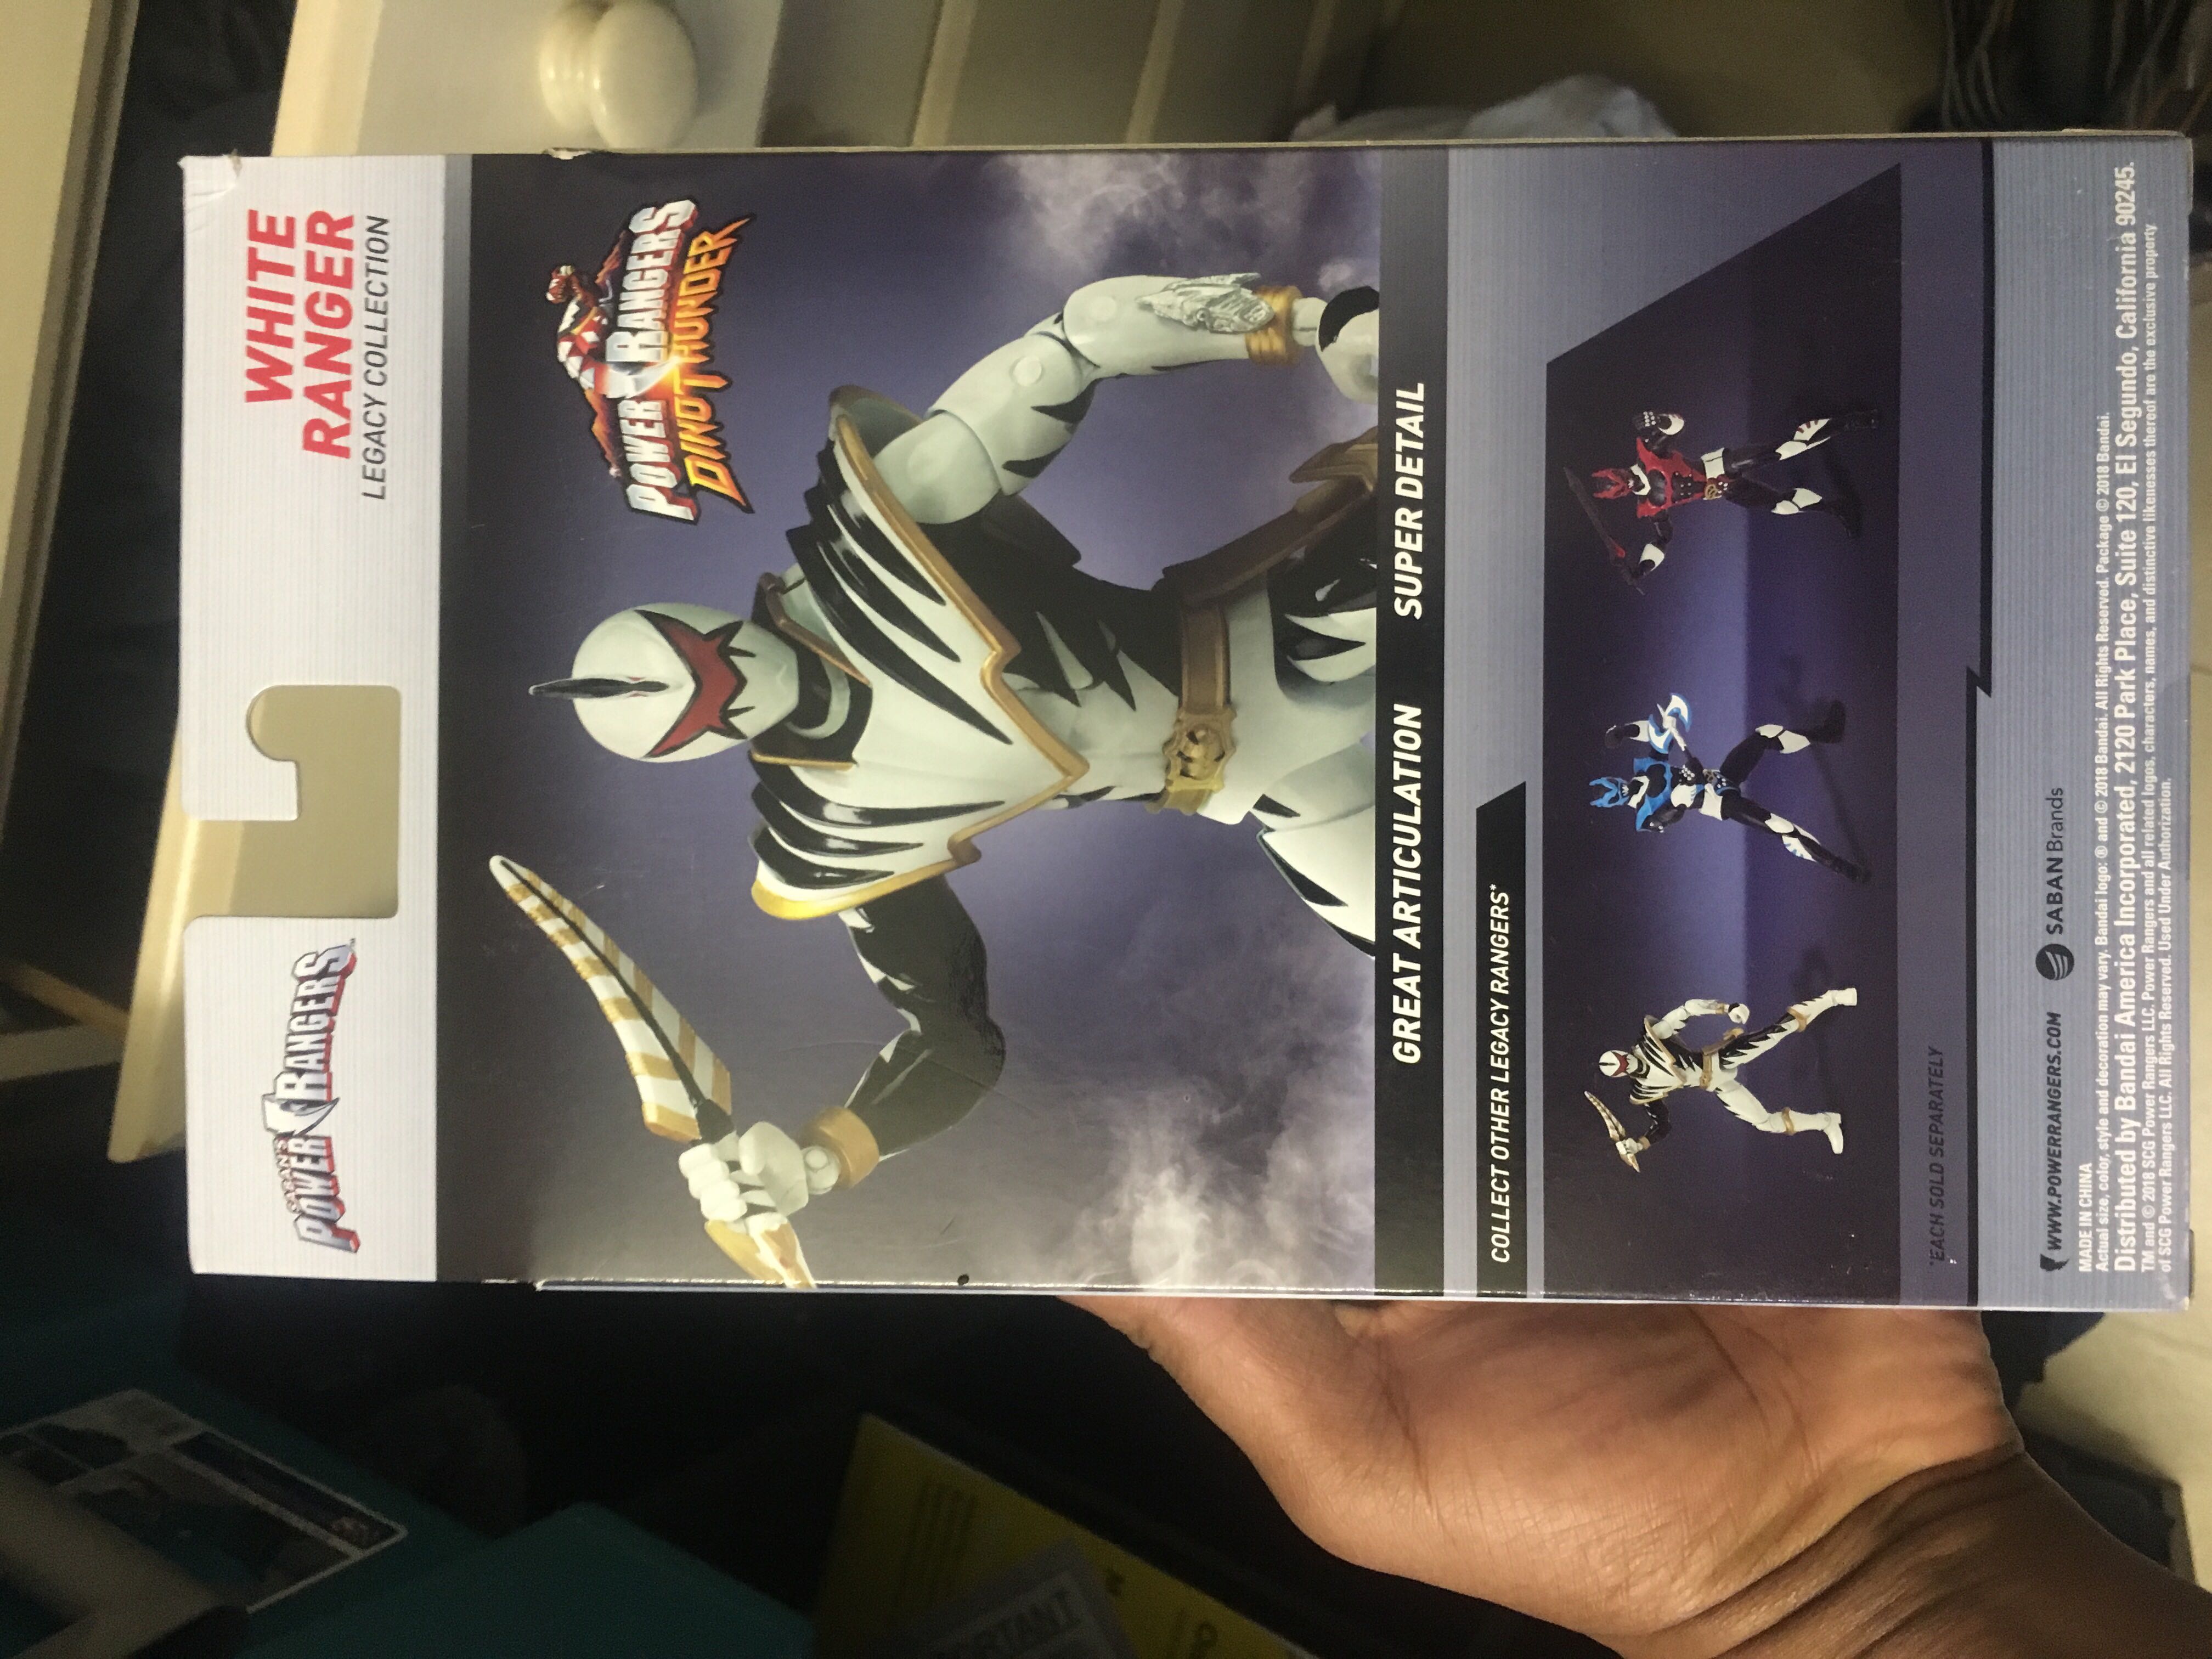 SABAN'S
POWER RANGERS™
WHITE
RANGER
LEGACY COLLECTION
POWER RANGERS
DINO THUNDER
GREAT ARTICULATION SUPER DETAIL
COLLECT OTHER LEGACY RANGERS*
*EACH SOLD SEPARATELY
WWW.POWERRANGERS.COM SABAN Brands
MADE IN CHINA
Actual size, color, style and decoration may vary. Bandai logo: ® and © 2018 Bandai. All Rights Reserved. Package © 2018 Bandai.
Distributed by Bandai America Incorporated, 2120 Park Place, Suite 120, El Segundo, California 90245.
TM and © 2018 SCG Power Rangers LLC. Power Rangers and all related logos, characters, names, and distinctive likenesses thereof are the exclusive property
of SCG Power Rangers LLC. All Rights Reserved. Used Under Authorization.